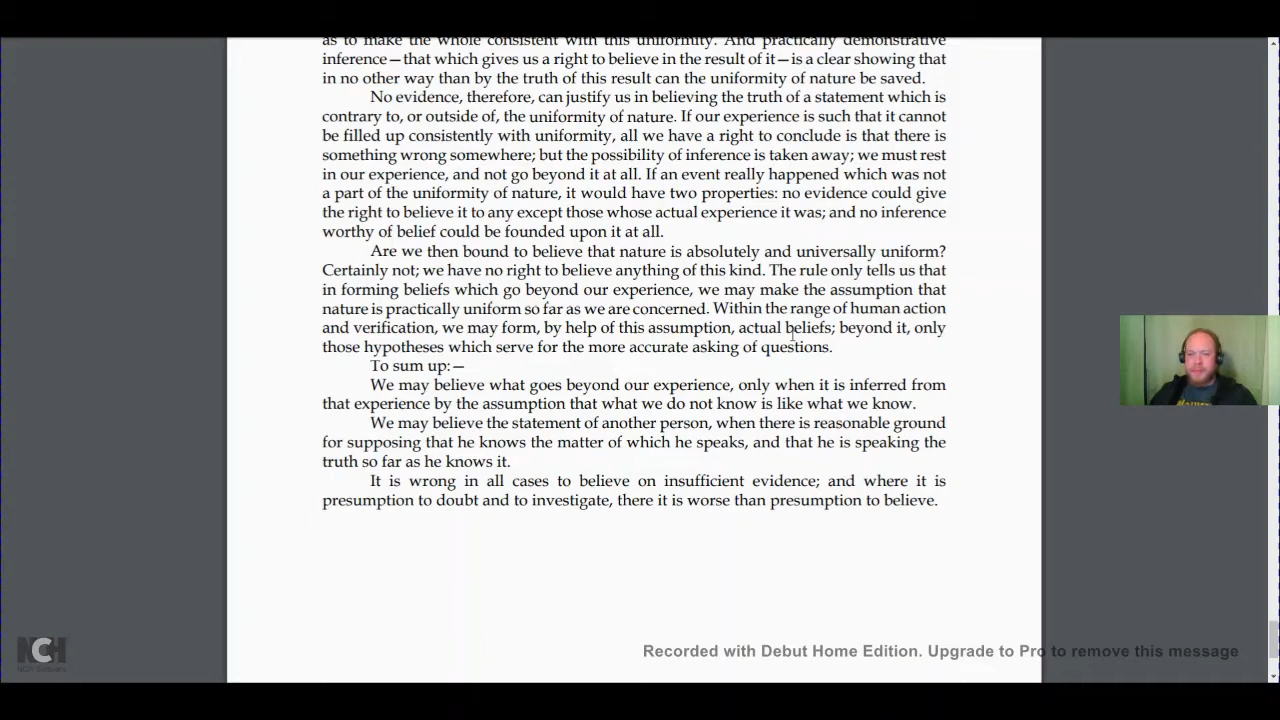 as to make the whole consistent with this uniformity. And practically demonstrative
inference—that which gives us a right to believe in the result of it—is a clear showing that
in no other way than by the truth of this result can the uniformity of nature be saved.
No evidence, therefore, can justify us in believing the truth of a statement which is
contrary to, or outside of, the uniformity of nature. If our experience is such that it cannot
be filled up consistently with uniformity, all we have a right to conclude is that there is
something wrong somewhere; but the possibility of inference is taken away; we must rest
in our experience, and not go beyond it at all. If an event really happened which was not
a part of the uniformity of nature, it would have two properties: no evidence could give
the right to believe it to any except those whose actual experience it was; and no inference
worthy of belief could be founded upon it at all.
Are we then bound to believe that nature is absolutely and universally uniform?
Certainly not; we have no right to believe anything of this kind. The rule only tells us that
in forming beliefs which go beyond our experience, we may make the assumption that
nature is practically uniform so far as we are concerned. Within the range of human action
and verification, we may form, by help of this assumption, actual beliefs; beyond it, only
those hypotheses which serve for the more accurate asking of questions.
To sum up:—
We may believe what goes beyond our experience, only when it is inferred from
that experience by the assumption that what we do not know is like what we know.
We may believe the statement of another person, when there is reasonable ground
for supposing that he knows the matter of which he speaks, and that he is speaking the
truth so far as he knows it.
It is wrong in all cases to believe on insufficient evidence; and where it is
presumption to doubt and to investigate, there it is worse than presumption to believe.
NCH
Recorded with Debut Home Edition. Upgrade to Pro to remove this message